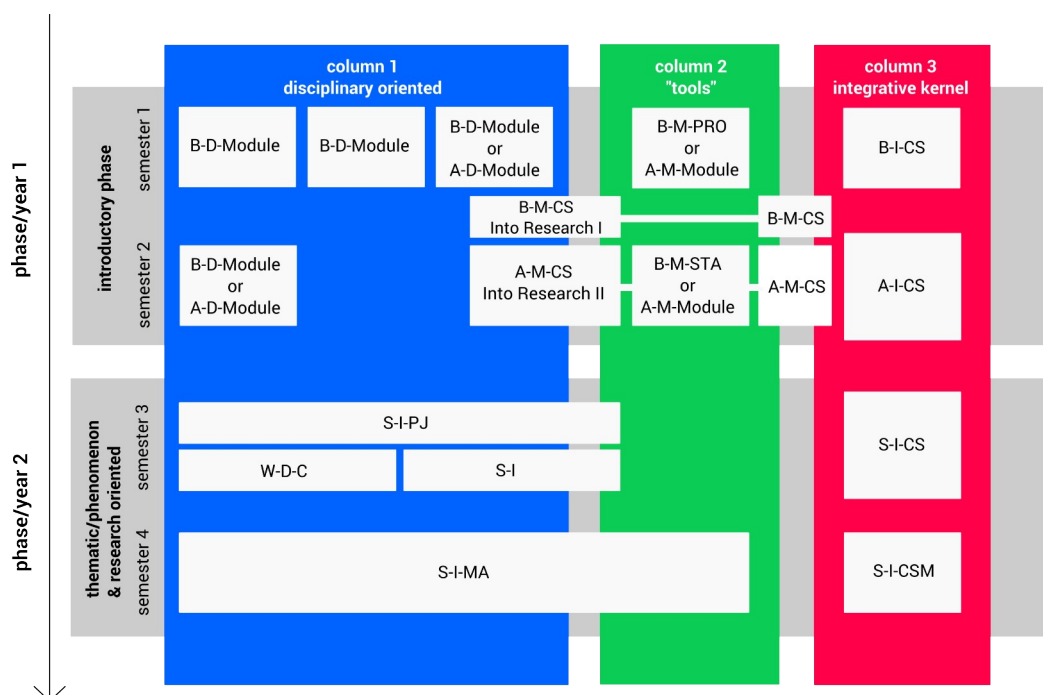 column 1
disciplinary oriented
column 2
"tools"
column 3
integrative kernel
phase/year 1
introductory phase
semester 1
B-D-Module
B-D-Module
B-D-Module
or
A-D-Module
B-M-PRO
or
A-M-Module
B-I-CS
B-M-CS
Into Research I
B-M-CS
semester 2
B-D-Module
or
A-D-Module
A-M-CS
Into Research II
B-M-STA
or
A-M-Module
A-M-CS
A-I-CS
phase/year 2
thematic/phenomenon
& research oriented
semester 3
S-I-PJ
W-D-C
S-I
S-I-CS
semester 4
S-I-MA
S-I-CSM